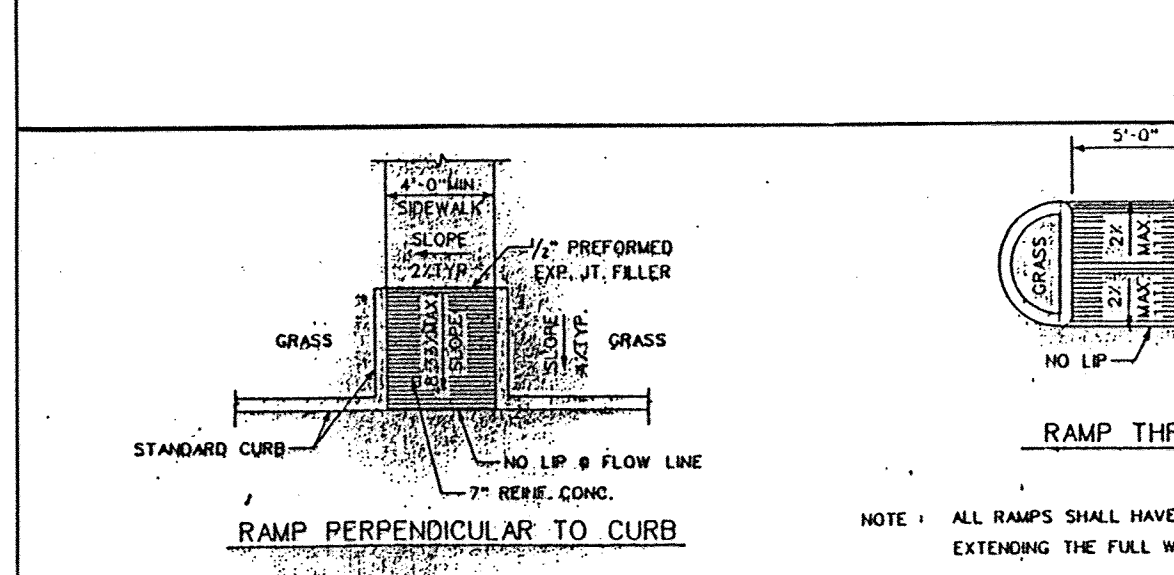 4'-0" MIN.
SIDEWALK
SLOPE
2% TYP.
1/2" PREFORMED
EXP. JT. FILLER
GRASS
8.33% MAX
SLOPE
SLOPE
4% TYP.
GRASS
STANDARD CURB
NO LIP @ FLOW LINE
7" REINF. CONC.
RAMP PERPENDICULAR TO CURB
5'-0"
GRASS
2%
MAX.
2%
MAX.
NO LIP
RAMP THR
NOTE : ALL RAMPS SHALL HAVE
EXTENDING THE FULL W